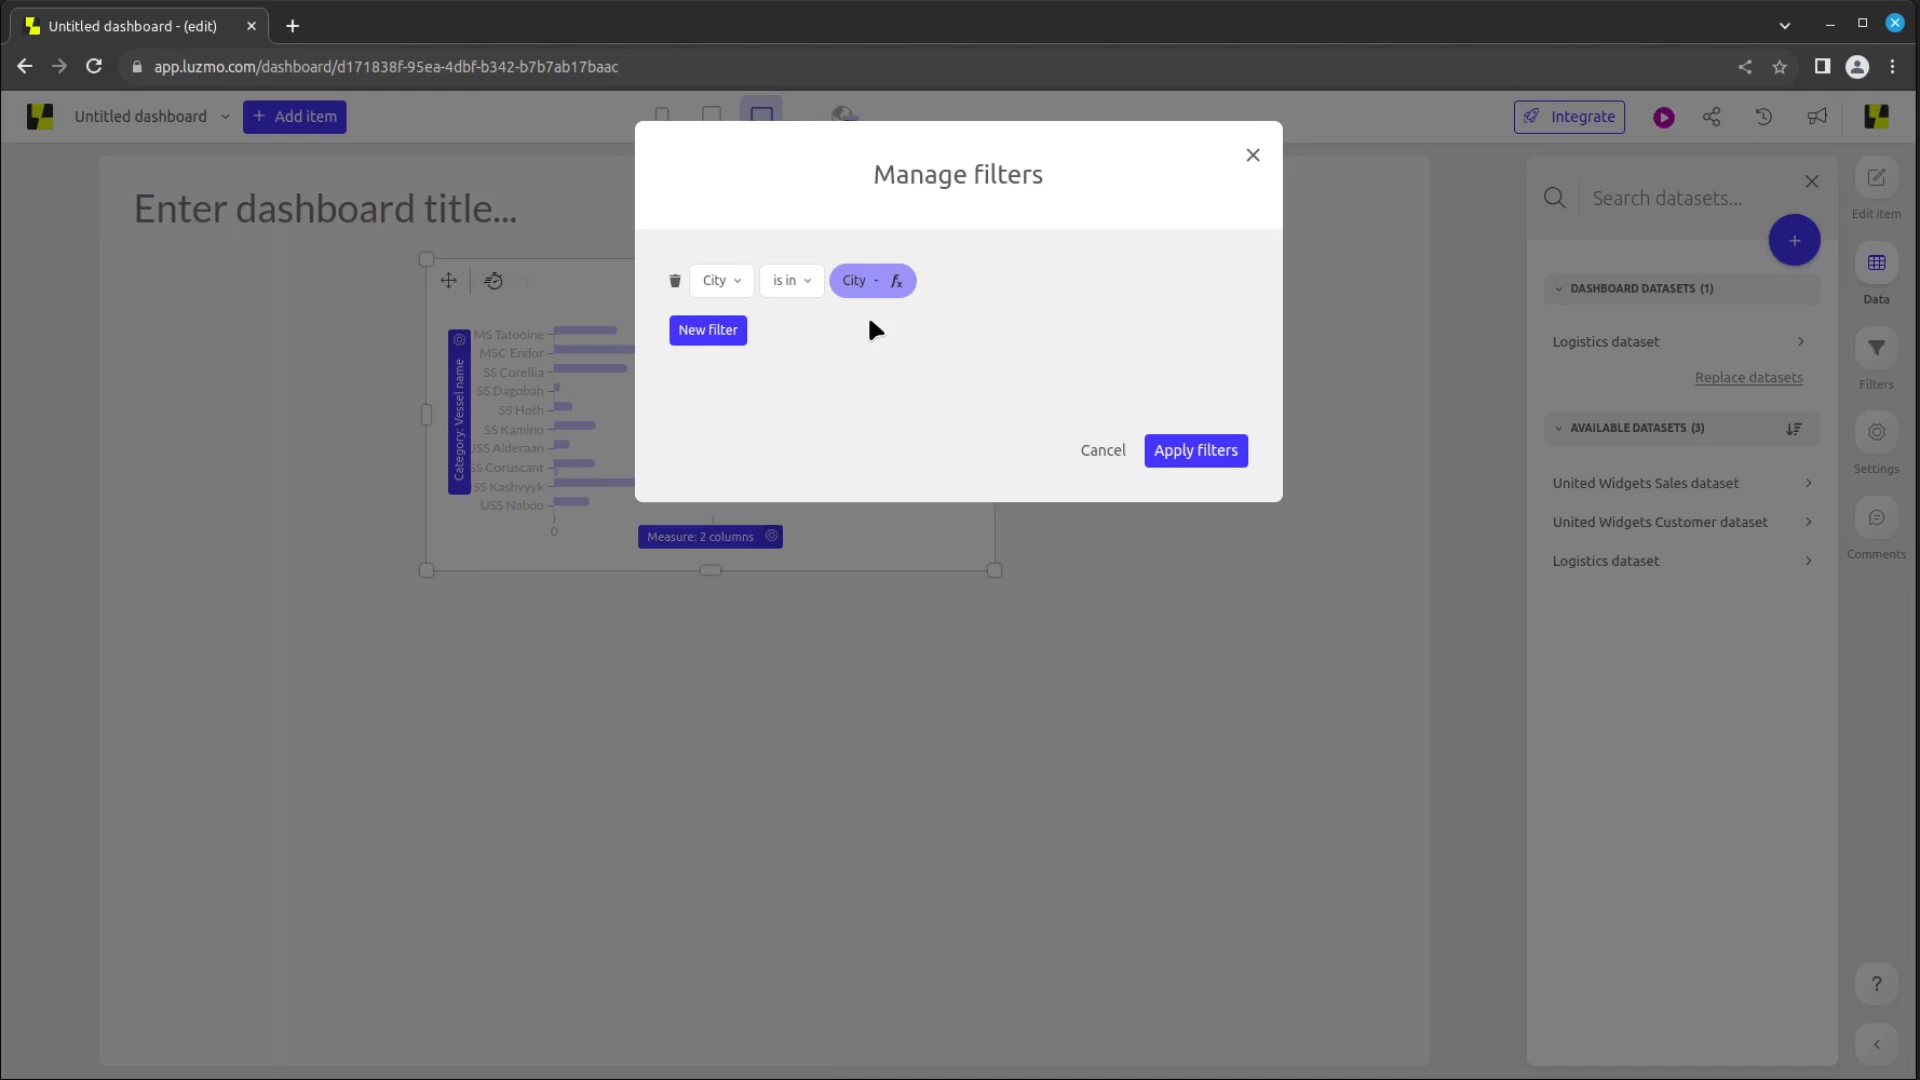 Untitled dashboard - (edit)
app.luzmo.com/dashboard/d171838f-95ea-4dbf-b342-b7b7ab17baac
Untitled dashboard
+ Add item
Integrate
Enter dashboard title...
Manage filters
City
is in
City -
fx
New filter
Cancel
Apply filters
Category: Vessel name
MS Tatooine
MSC Endor
SS Corellia
SS Dagobah
SS Hoth
SS Kamino
USS Alderaan
SS Coruscant
SS Kashyyyk
USS Naboo
0
Measure: 2 columns
Search datasets...
DASHBOARD DATASETS (1)
Logistics dataset
Replace datasets
AVAILABLE DATASETS (3)
United Widgets Sales dataset
United Widgets Customer dataset
Logistics dataset
Edit item
Data
Filters
Settings
Comments
?